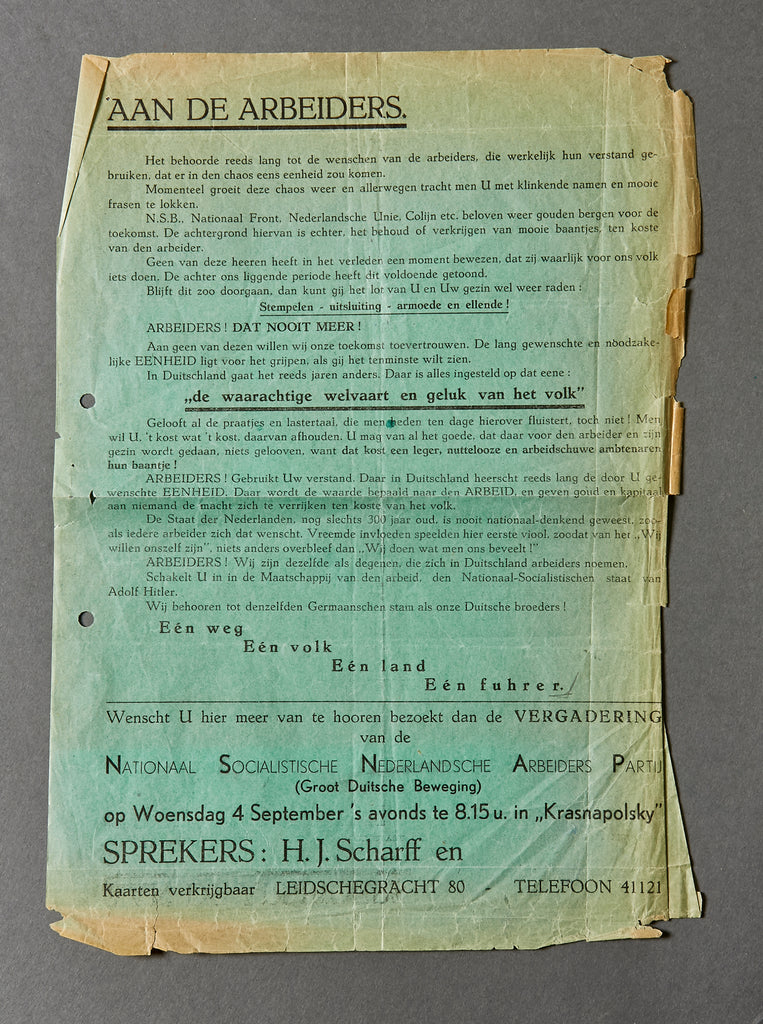 AAN DE ARBEIDERS.
Het behoorde reeds lang tot de wenschen van de arbeiders, die werkelijk hun verstand ge-
bruiken, dat er in den chaos eens eenheid zou komen.
Momenteel groeit deze chaos weer en allerwegen tracht men U met klinkende namen en mooie
frasen te lokken.
N.S.B., Nationaal Front, Nederlandsche Unie, Colijn etc. beloven weer gouden bergen voor de
toekomst. De achtergrond hiervan is echter, het behoud of verkrijgen van mooie baantjes, ten koste
van den arbeider.
Geen van deze heeren heeft in het verleden een moment bewezen, dat zij waarlijk voor ons volk
iets doen. De achter ons liggende periode heeft dit voldoende getoond.
Blijft dit zoo doorgaan, dan kunt gij het lot van U en Uw gezin wel weer raden :
Stempelen - uitsluiting - armoede en ellende !
ARBEIDERS ! DAT NOOIT MEER !
Aan geen van dezen willen wij onze toekomst toevertrouwen. De lang gewenschte en noodzake-
lijke EENHEID ligt voor het grijpen, als gij het tenminste wilt zien.
In Duitschland gaat het reeds jaren anders. Daar is alles ingesteld op dat eene :
„de waarachtige welvaart en geluk van het volk"
Gelooft al de praatjes en lastertaal, die men heden ten dage hierover fluistert, toch niet ! Men
wil U, 't kost wat 't kost, daarvan afhouden. U mag van al het goede, dat daar voor den arbeider en zijn
gezin wordt gedaan, niets gelooven, want dat kost een leger, nuttelooze en arbeidschuwe ambtenaren
hun baantje !
ARBEIDERS ! Gebruikt Uw verstand. Daar in Duitschland heerscht reeds lang de door U ge-
wenschte EENHEID. Daar wordt de waarde bepaald naar den ARBEID, en geven goud en kapitaal
aan niemand de macht zich te verrijken ten koste van het volk.
De Staat der Nederlanden, nog slechts 300 jaar oud, is nooit nationaal-denkend geweest, zoo-
als iedere arbeider zich dat wenscht. Vreemde invloeden speelden hier eerste viool, zoodat van het „Wij
willen onszelf zijn", niets anders overbleef dan „Wij doen wat men ons beveelt !"
ARBEIDERS ! Wij zijn dezelfde als degenen, die zich in Duitschland arbeiders noemen.
Schakelt U in in de Maatschappij van den arbeid, den Nationaal-Socialistischen staat van
Adolf Hitler.
Wij behooren tot denzelfden Germaanschen stam als onze Duitsche broeders !
Eén weg
Eén volk
Eén land
Eén fuhrer.
Wenscht U hier meer van te hooren bezoekt dan de VERGADERING
van de
NATIONAAL SOCIALISTISCHE NEDERLANDSCHE ARBEIDERS PARTIJ
(Groot Duitsche Beweging)
op Woensdag 4 September 's avonds te 8.15 u. in „Krasnapolsky"
SPREKERS : H. J. Scharff en
Kaarten verkrijgbaar LEIDSCHEGRACHT 80 - TELEFOON 41121